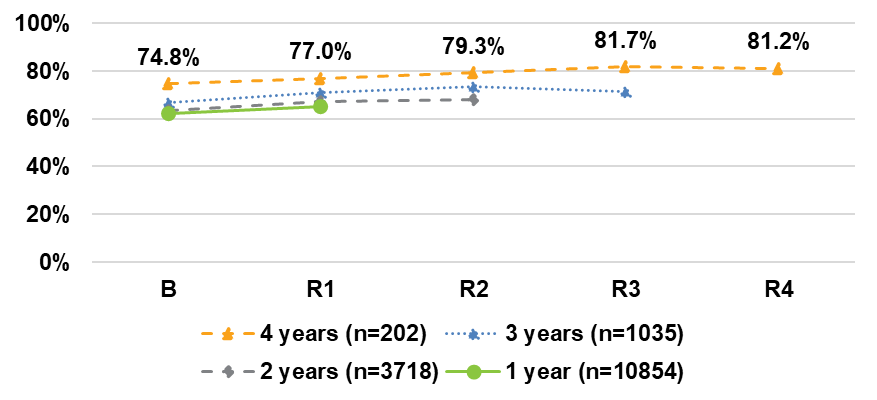 100%
80%
60%
40%
20%
0%
74.8%
77.0%
79.3%
81.7%
81.2%
B
R1
R2
R3
R4
4 years (n=202)
3 years (n=1035)
2 years (n=3718)
1 year (n=10854)